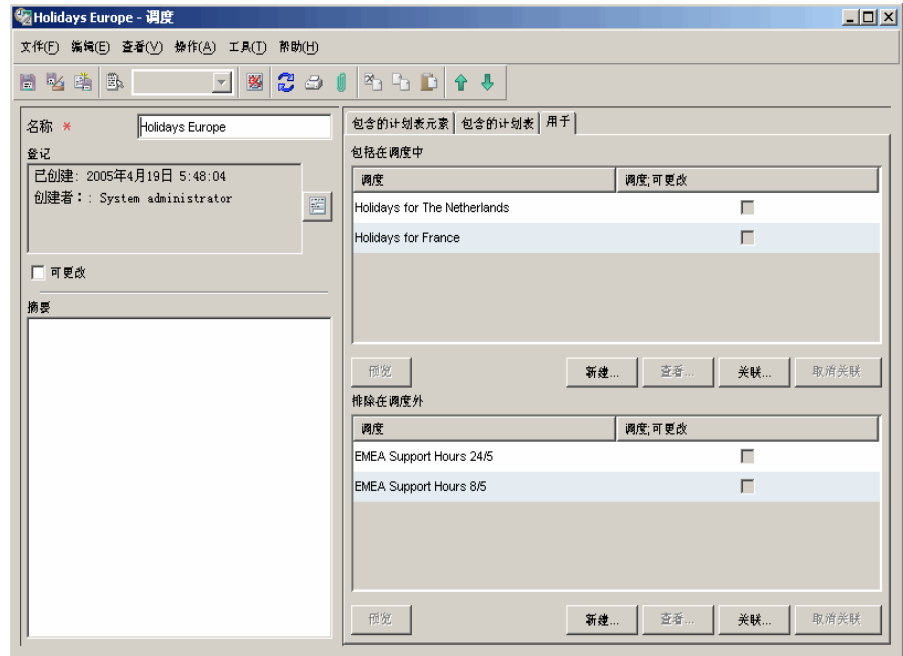 Holidays Europe - 调度
文件(F) 编辑(E) 查看(V) 操作(A) 工具(T) 帮助(H)
名称 * Holidays Europe
登记
已创建: 2005年4月19日 5:48:04
创建者：: System administrator
可更改
摘要
包含的计划表元素 包含的计划表 用于
包括在调度中
调度 调度;可更改
Holidays for The Netherlands
Holidays for France
预览 新建... 查看... 关联... 取消关联
排除在调度外
调度 调度;可更改
EMEA Support Hours 24/5
EMEA Support Hours 8/5
预览 新建... 查看... 关联... 取消关联